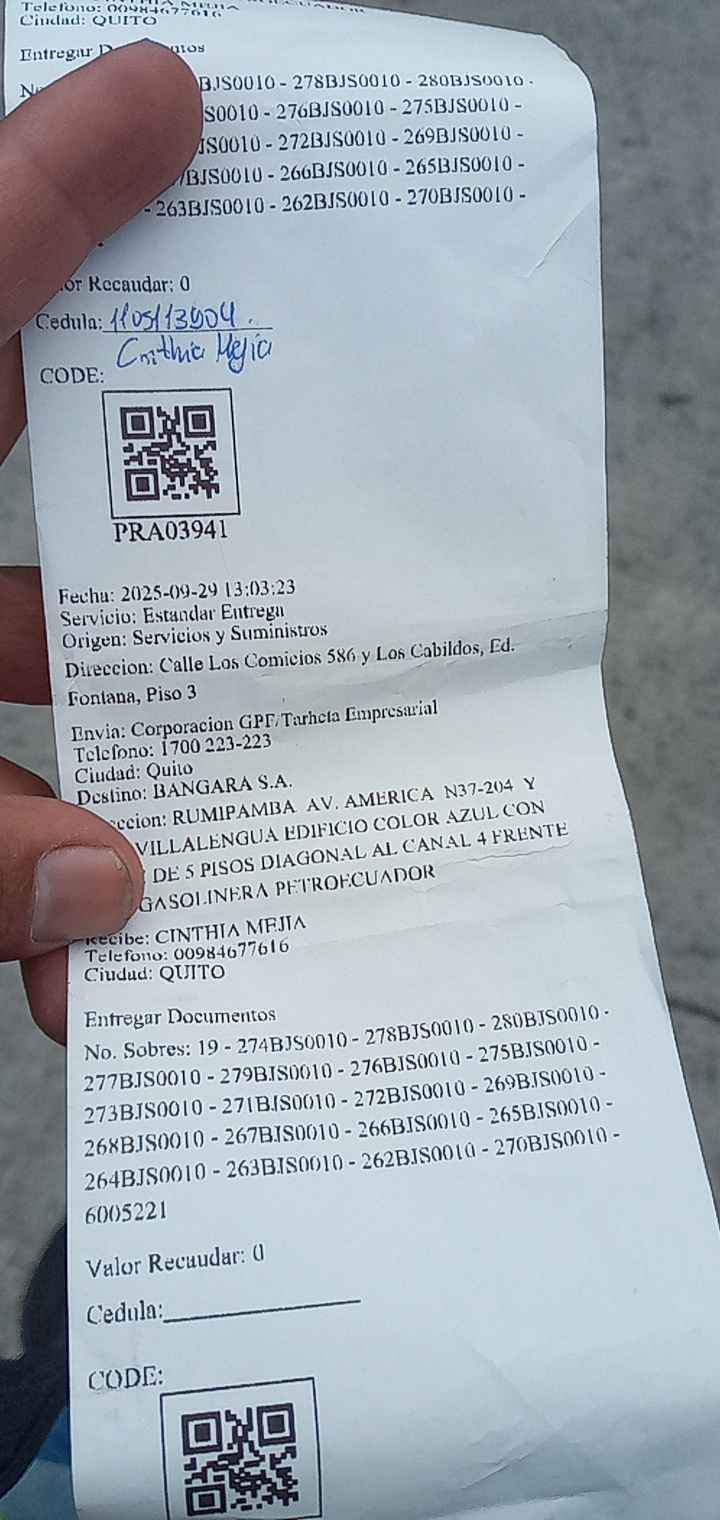 Telefono: 00984677616
Ciudad: QUITO
Entregar
BJS0010 - 278BJS0010 - 280BJS0010 -
S0010 - 276BJS0010 - 275BJS0010 -
JS0010 - 272BJS0010 - 269BJS0010 -
BJS0010 - 266BJS0010 - 265BJS0010 -
- 263BJS0010 - 262BJS0010 - 270BJS0010 -
Recaudar: 0
Cedula:
Cinthia Mejia
CODE:
PRA03941
Fecha: 2025-09-29 13:03:23
Servicio: Estandar Entrega
Origen: Servicios y Suministros
Direccion: Calle Los Comicios 586 y Los Cabildos, Ed.
Fontana, Piso 3
Envia: Corporacion GPF/Tarheta Empresarial
Telefono: 1700 223-223
Ciudad: Quito
Destino: BANGARA S.A.
eccion: RUMIPAMBA AV. AMERICA N37-204 Y
VILLALENGUA EDIFICIO COLOR AZUL CON
DE 5 PISOS DIAGONAL AL CANAL 4 FRENTE
GASOLINERA PETROECUADOR
Recibe: CINTHIA MEJIA
Telefono: 00984677616
Ciudad: QUITO
Entregar Documentos
No. Sobres: 19 - 274BJS0010 - 278BJS0010 - 280BJS0010 -
277BJS0010 - 279BJS0010 - 276BJS0010 - 275BJS0010 -
273BJS0010 - 271BJS0010 - 272BJS0010 - 269BJS0010 -
268BJS0010 - 267BJS0010 - 266BJS0010 - 265BJS0010 -
264BJS0010 - 263BJS0010 - 262BJS0010 - 270BJS0010 -
6005221
Valor Recaudar: 0
Cedula:
CODE: